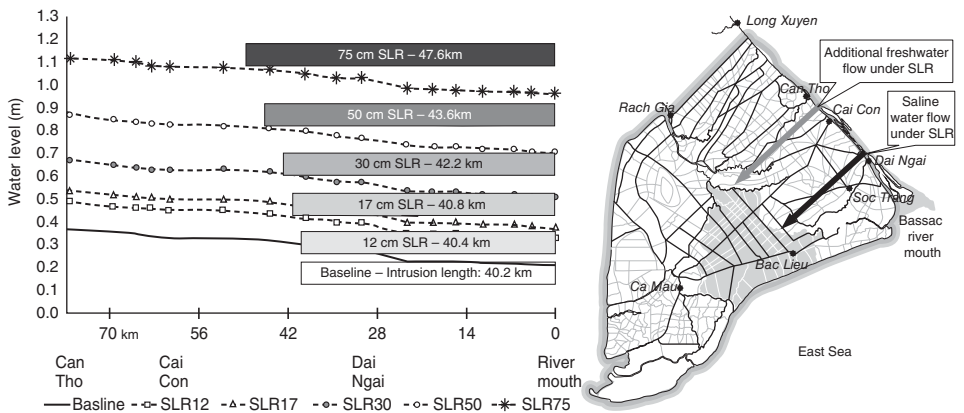 Water level (m)
1.3
1.2
1.1
1.0
0.9
0.8
0.7
0.6
0.5
0.4
0.3
0.2
0.1
0.0
75 cm SLR – 47.6km
50 cm SLR – 43.6km
30 cm SLR – 42.2 km
17 cm SLR – 40.8 km
12 cm SLR – 40.4 km
Baseline – Intrusion length: 40.2 km
70 km 56 42 28 14 0
Can Tho
Cai Con
Dai Ngai
River mouth
Basline SLR12 SLR17 SLR30 SLR50 SLR75
Long Xuyen
Additional freshwater
flow under SLR
Can Tho
Rach Gia
Cai Con
Saline
water flow
under SLR
Dai Ngai
Soc Trang
Bassac
river
mouth
Bac Lieu
Ca Mau
East Sea